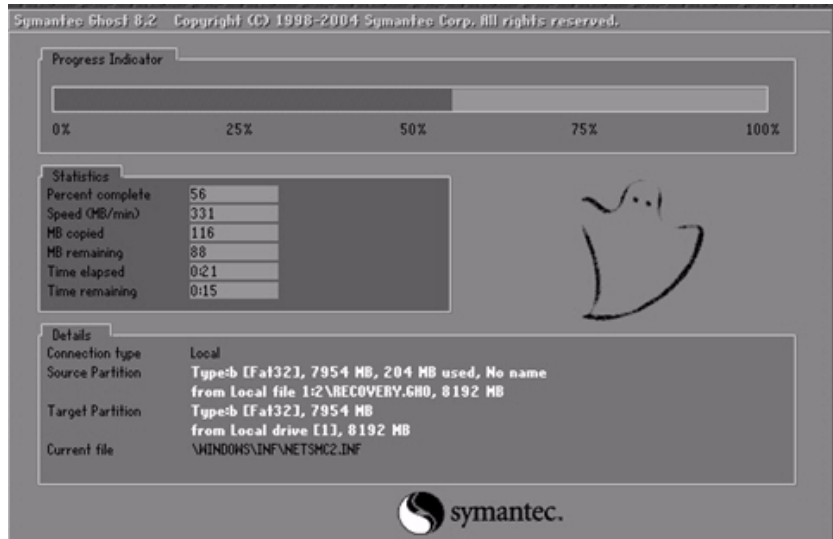 Symantec Ghost 8.2 Copyright (C) 1998-2004 Symantec Corp. All rights reserved.
Progress Indicator
0% 25% 50% 75% 100%
Statistics
Percent complete 56
Speed (MB/min) 331
MB copied 116
MB remaining 88
Time elapsed 0:21
Time remaining 0:15
Details
Connection type Local
Source Partition Type:b [Fat32], 7954 MB, 204 MB used, No name
from Local file 1:2\RECOVERY.GHO, 8192 MB
Target Partition Type:b [Fat32], 7954 MB
from Local drive [1], 8192 MB
Current file \WINDOWS\INF\NETSMC2.INF
symantec.